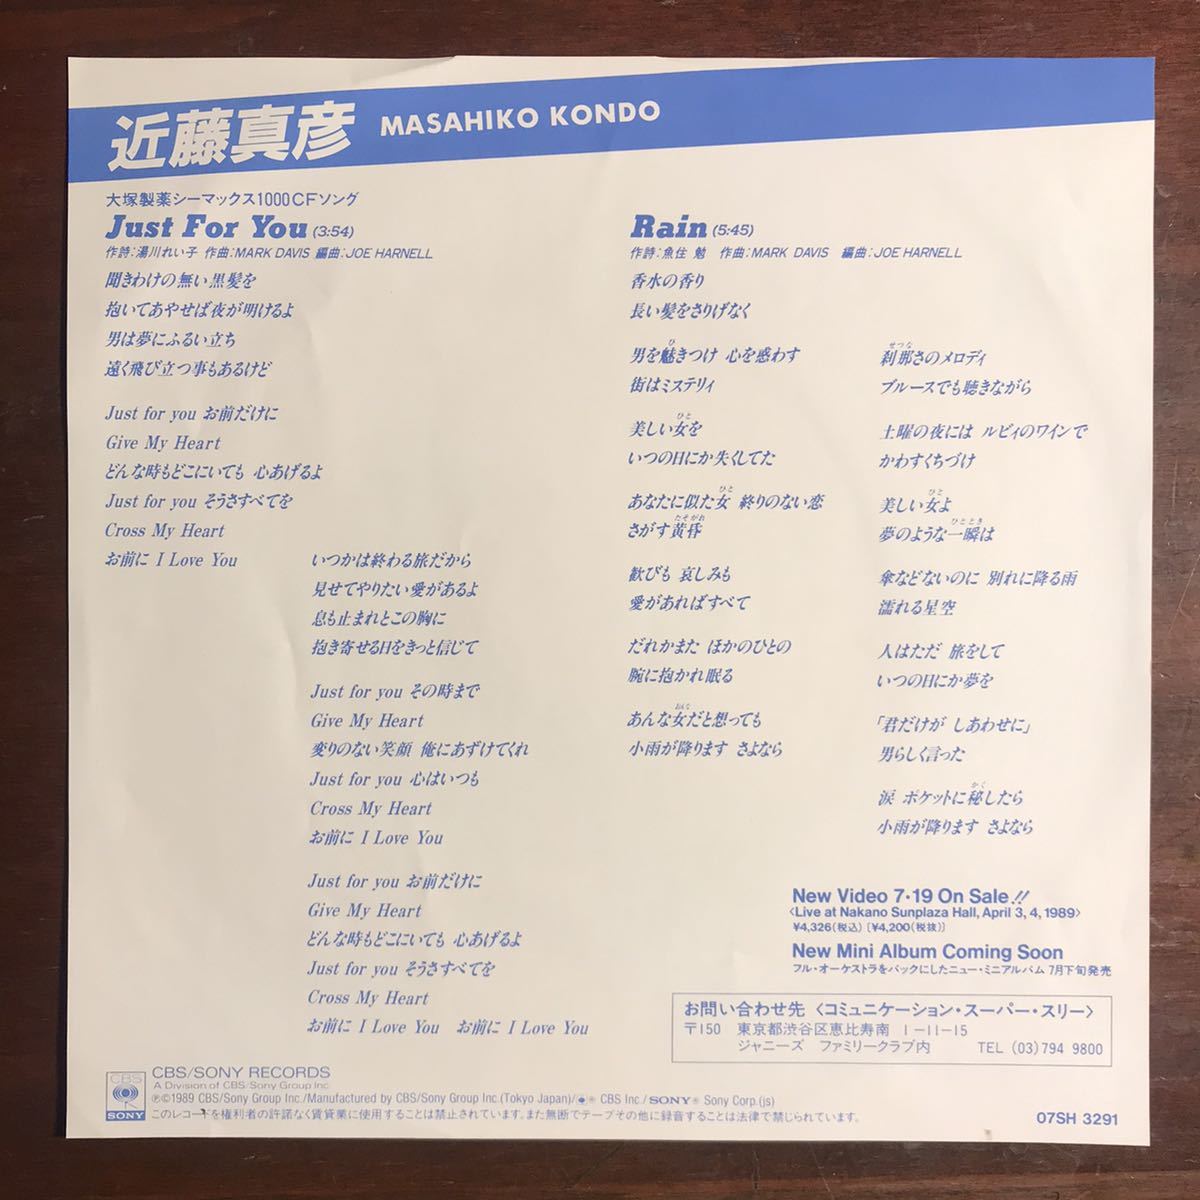 近藤真彦 MASAHIKO KONDO
大塚製薬シーマックス1000CFソング
Just For You (3:54)
作詩:湯川れい子 作曲:MARK DAVIS 編曲:JOE HARNELL
聞きわけの無い黒髪を
抱いてあやせば夜が明けるよ
男は夢にふるい立ち
遠く飛び立つ事もあるけど
Just for you お前だけに
Give My Heart
どんな時もどこにいても 心あげるよ
Just for you そうさすべてを
Cross My Heart
お前に I Love You
いつかは終わる旅だから
見せてやりたい愛があるよ
息も止まれとこの胸に
抱き寄せる日をきっと信じて
Just for you その時まで
Give My Heart
変りのない笑顔 俺にあずけてくれ
Just for you 心はいつも
Cross My Heart
お前に I Love You
Just for you お前だけに
Give My Heart
どんな時もどこにいても 心あげるよ
Just for you そうさすべてを
Cross My Heart
お前に I Love You お前に I Love You
Rain (5:45)
作詩:魚住 勉 作曲:MARK DAVIS 編曲:JOE HARNELL
香水の香り
長い髪をさりげなく
ひ
男を魅きつけ 心を惑わす
街はミステリィ
ひと
美しい女を
いつの日にか失くしてた
ひと
あなたに似た女 終りのない恋
たそがれ
さがす黄昏
歓びも 哀しみも
愛があればすべて
だれかまた ほかのひとの
腕に抱かれ眠る
おんな
あんな女だと想っても
小雨が降ります さよなら
せつな
刹那さのメロディ
ブルースでも聴きながら
土曜の夜には ルビィのワインで
かわすくちづけ
ひと
美しい女よ
ひととき
夢のような一瞬は
傘などないのに 別れに降る雨
濡れる星空
人はただ 旅をして
いつの日にか夢を
「君だけが しあわせに」
男らしく言った
かく
涙 ポケットに秘したら
小雨が降ります さよなら
New Video 7・19 On Sale!!
〈Live at Nakano Sunplaza Hall, April 3, 4, 1989〉
¥4,326(税込) [¥4,200(税抜)]
New Mini Album Coming Soon
フル・オーケストラをバックにしたニュー・ミニアルバム 7月下旬発売
お問い合わせ先 〈コミュニケーション・スーパー・スリー〉
〒150 東京都渋谷区恵比寿南 1-11-15
ジャニーズ ファミリークラブ内 TEL (03) 794 9800
CBS
SONY
CBS/SONY RECORDS
A Division of CBS/Sony Group Inc.
Ⓟ©1989 CBS/Sony Group Inc./Manufactured by CBS/Sony Group Inc.(Tokyo Japan)/® CBS Inc./SONY® Sony Corp.(js)
このレコードを権利者の許諾なく賃貸業に使用することは禁止されています。また無断でテープその他に録音することは法律で禁じられています。
07SH 3291